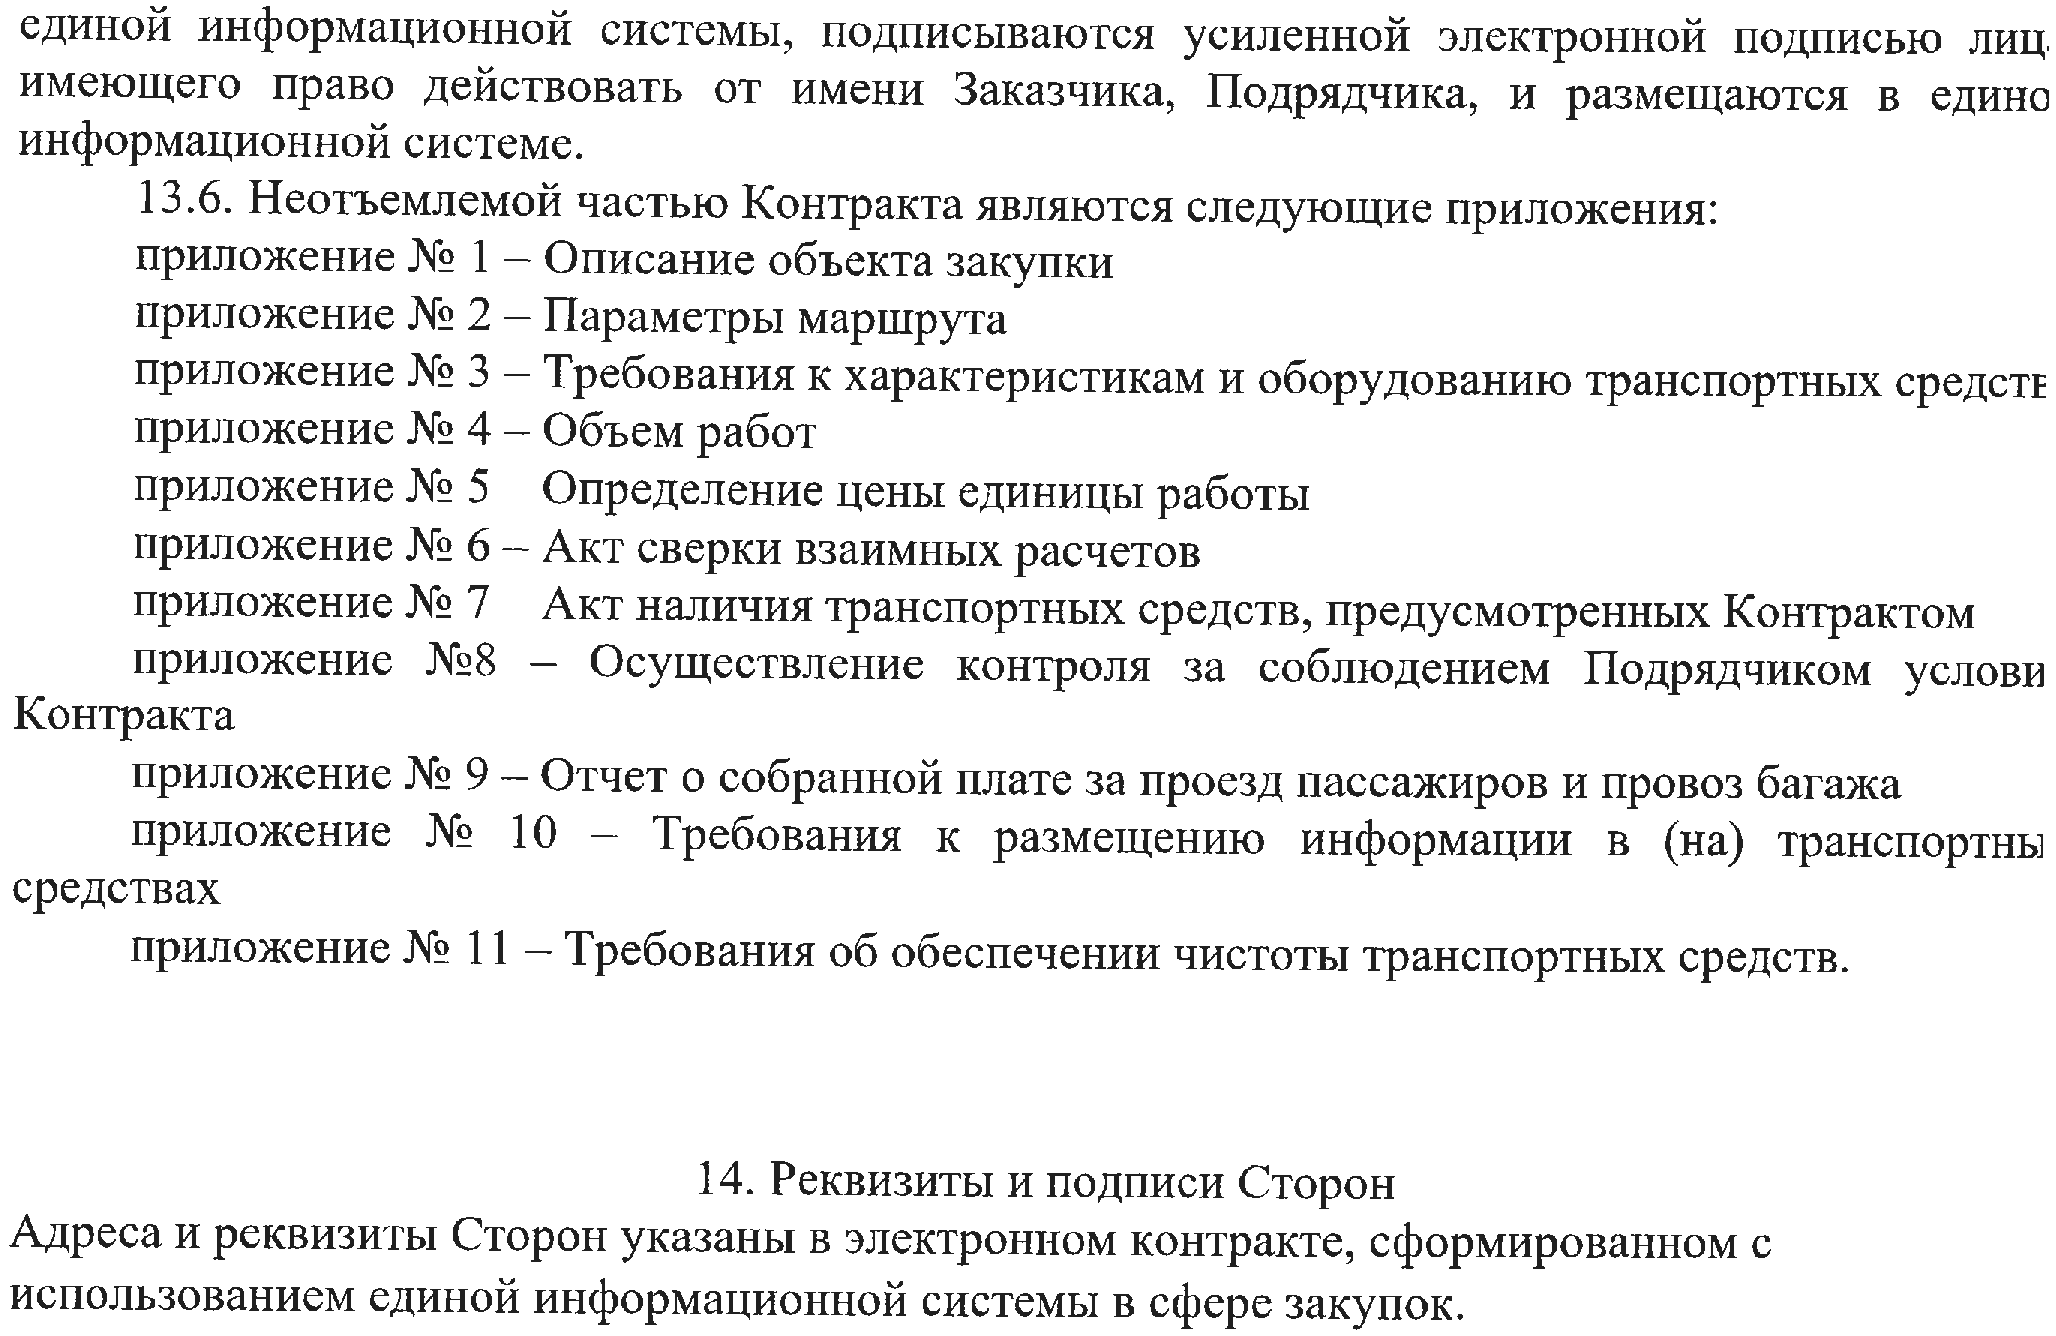 единой информационной системы, подписываются усиленной электронной подписью лиц
имеющего право действовать от имени Заказчика, Подрядчика, и размещаются в едино
информационной системе.
13.6. Неотъемлемой частью Контракта являются следующие приложения:
приложение № 1 – Описание объекта закупки
приложение № 2 – Параметры маршрута
приложение № 3 – Требования к характеристикам и оборудованию транспортных средств
приложение № 4 – Объем работ
приложение № 5 Определение цены единицы работы
приложение № 6 – Акт сверки взаимных расчетов
приложение № 7 Акт наличия транспортных средств, предусмотренных Контрактом
приложение №8 – Осуществление контроля за соблюдением Подрядчиком услови
Контракта
приложение № 9 – Отчет о собранной плате за проезд пассажиров и провоз багажа
приложение № 10 – Требования к размещению информации в (на) транспортны
средствах
приложение № 11 – Требования об обеспечении чистоты транспортных средств.
14. Реквизиты и подписи Сторон
Адреса и реквизиты Сторон указаны в электронном контракте, сформированном с
использованием единой информационной системы в сфере закупок.